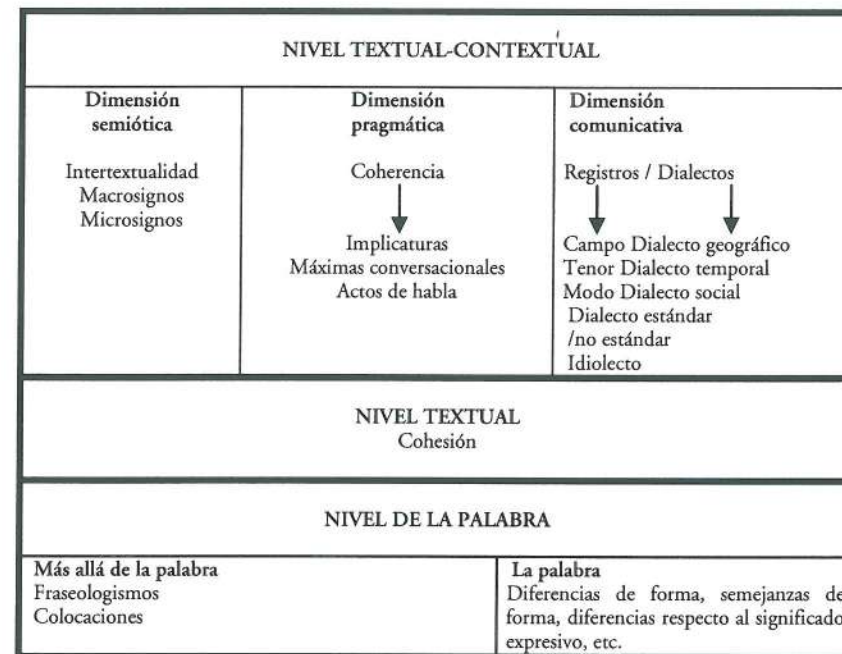 NIVEL TEXTUAL-CONTEXTUAL
Dimensión
semiótica
Intertextualidad
Macrosignos
Microsignos
Dimensión
pragmática
Coherencia
Implicaturas
Máximas conversacionales
Actos de habla
Dimensión
comunicativa
Registros / Dialectos
Campo Dialecto geográfico
Tenor Dialecto temporal
Modo Dialecto social
Dialecto estándar
/no estándar
Idiolecto
NIVEL TEXTUAL
Cohesión
NIVEL DE LA PALABRA
Más allá de la palabra
Fraseologismos
Colocaciones
La palabra
Diferencias de forma, semejanzas de
forma, diferencias respecto al significado
expresivo, etc.